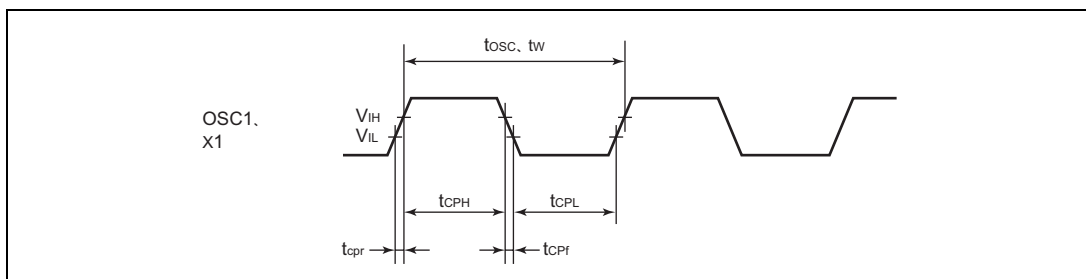 tosc、tw
OSC1、
X1
VIH
VIL
tCPH
tCPL
tcpr
tCPf